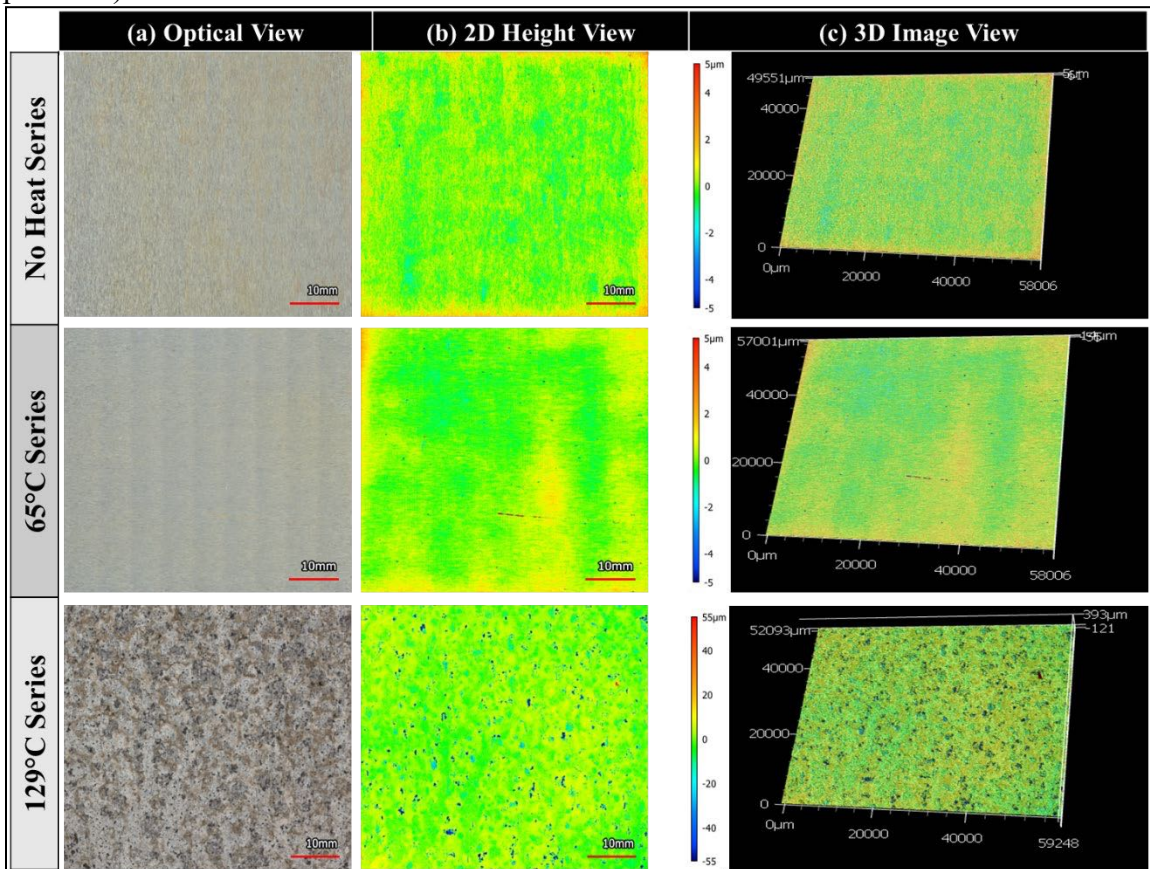 (a) Optical View
(b) 2D Height View
(c) 3D Image View
No Heat Series
10mm
10mm
5µm
4
2
0
-2
-4
-5
49551µm
40000
20000
0
0µm
20000
40000
58006
65°C Series
10mm
10mm
5µm
4
2
0
-2
-4
-5
57001µm
40000
20000
0
0µm
20000
40000
58006
129°C Series
10mm
10mm
55µm
40
20
0
-20
-40
-55
393µm
-121
52093µm
40000
20000
0
0µm
20000
40000
59248